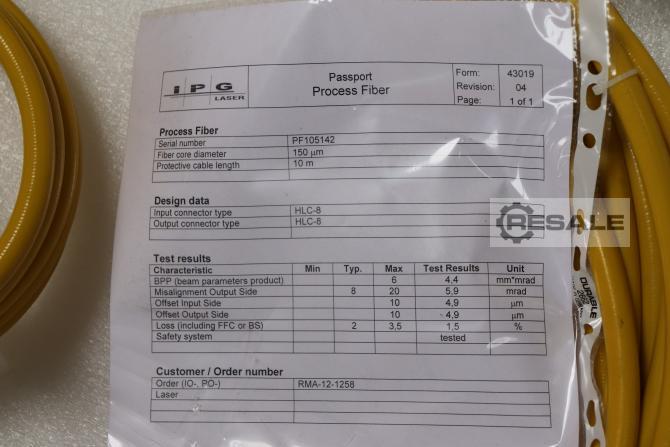 IPG
LASER
Passport
Process Fiber
Form: 43019
Revision: 04
Page: 1 of 1
Process Fiber
Serial number PF105142
Fiber core diameter 150 µm
Protective cable length 10 m
Design data
Input connector type HLC-8
Output connector type HLC-8
RESALE
Test results
Characteristic Min Typ. Max Test Results Unit
BPP (beam parameters product) 6 4,4 mm*mrad
Misalignment Output Side 8 20 5,9 mrad
Offset Input Side 10 4,9 µm
Offset Output Side 10 4,9 µm
Loss (including FFC or BS) 2 3,5 1,5 %
Safety system tested
Customer / Order number
Order (IO-, PO-) RMA-12-1258
Laser
DURABLE